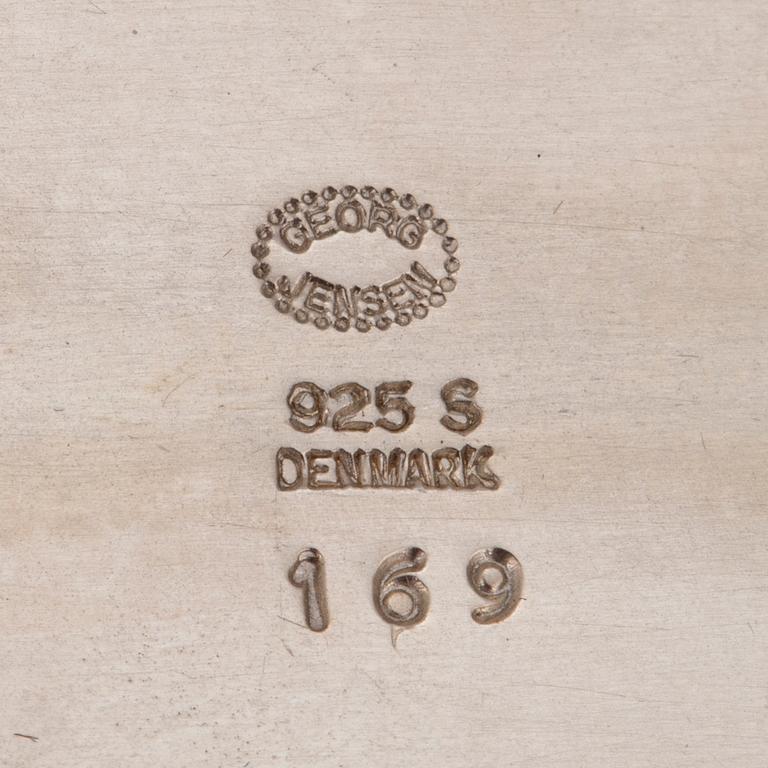 GEORG
JENSEN
925 S
DENMARK
169